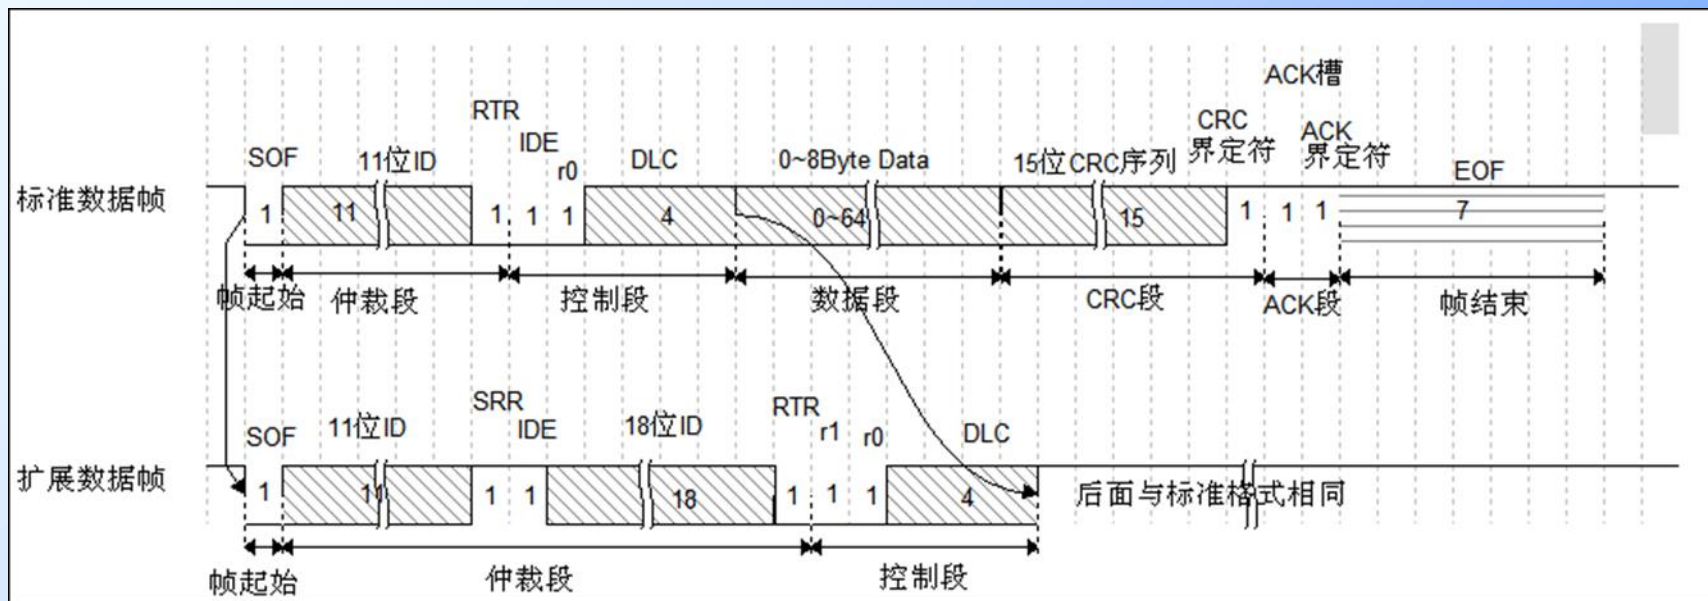 ACK槽
RTR
CRC
界定符
ACK
界定符
IDE
SOF
11位ID
r0
DLC
0~8Byte Data
15位CRC序列
EOF
标准数据帧
1
11
1
1
1
4
0~64
15
1
1
1
7
帧起始
仲裁段
控制段
数据段
CRC段
ACK段
帧结束
SRR
RTR
SOF
11位ID
IDE
18位ID
r1
r0
DLC
扩展数据帧
1
11
1
1
18
1
1
1
4
后面与标准格式相同
帧起始
仲裁段
控制段